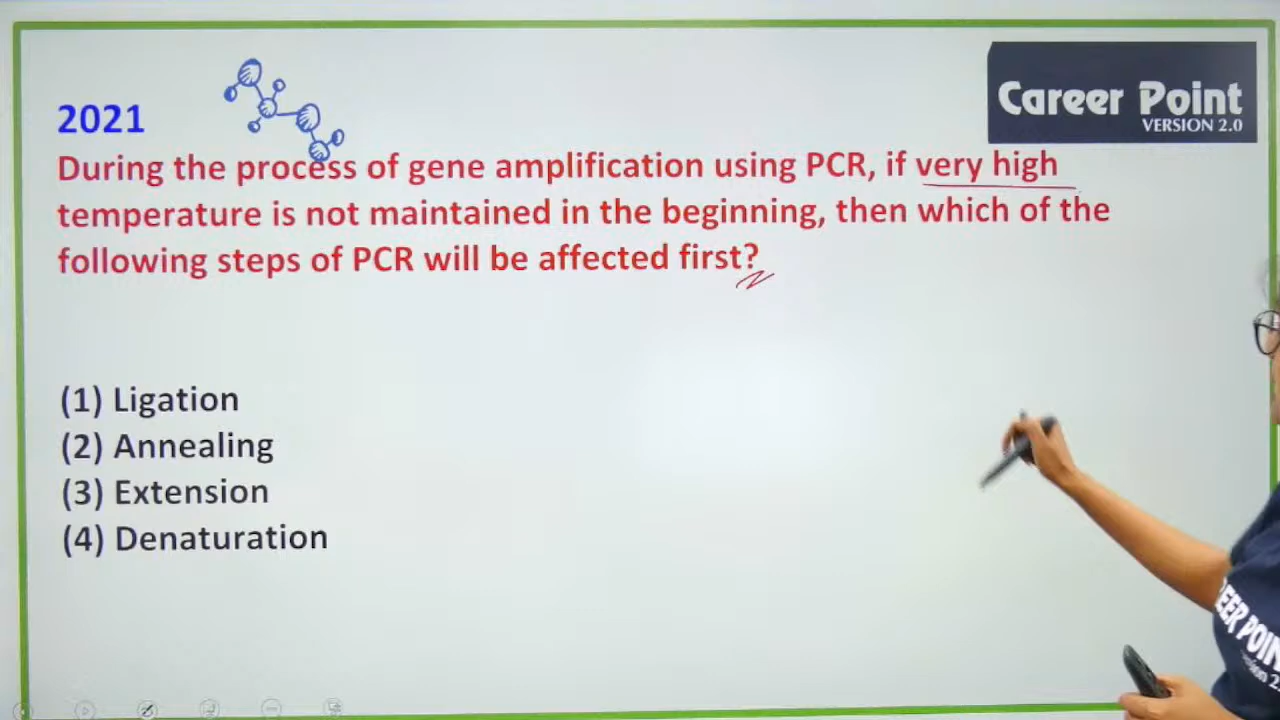 Career Point
VERSION 2.0
2021
During the process of gene amplification using PCR, if very high
temperature is not maintained in the beginning, then which of the
following steps of PCR will be affected first?
(1) Ligation
(2) Annealing
(3) Extension
(4) Denaturation
POINT